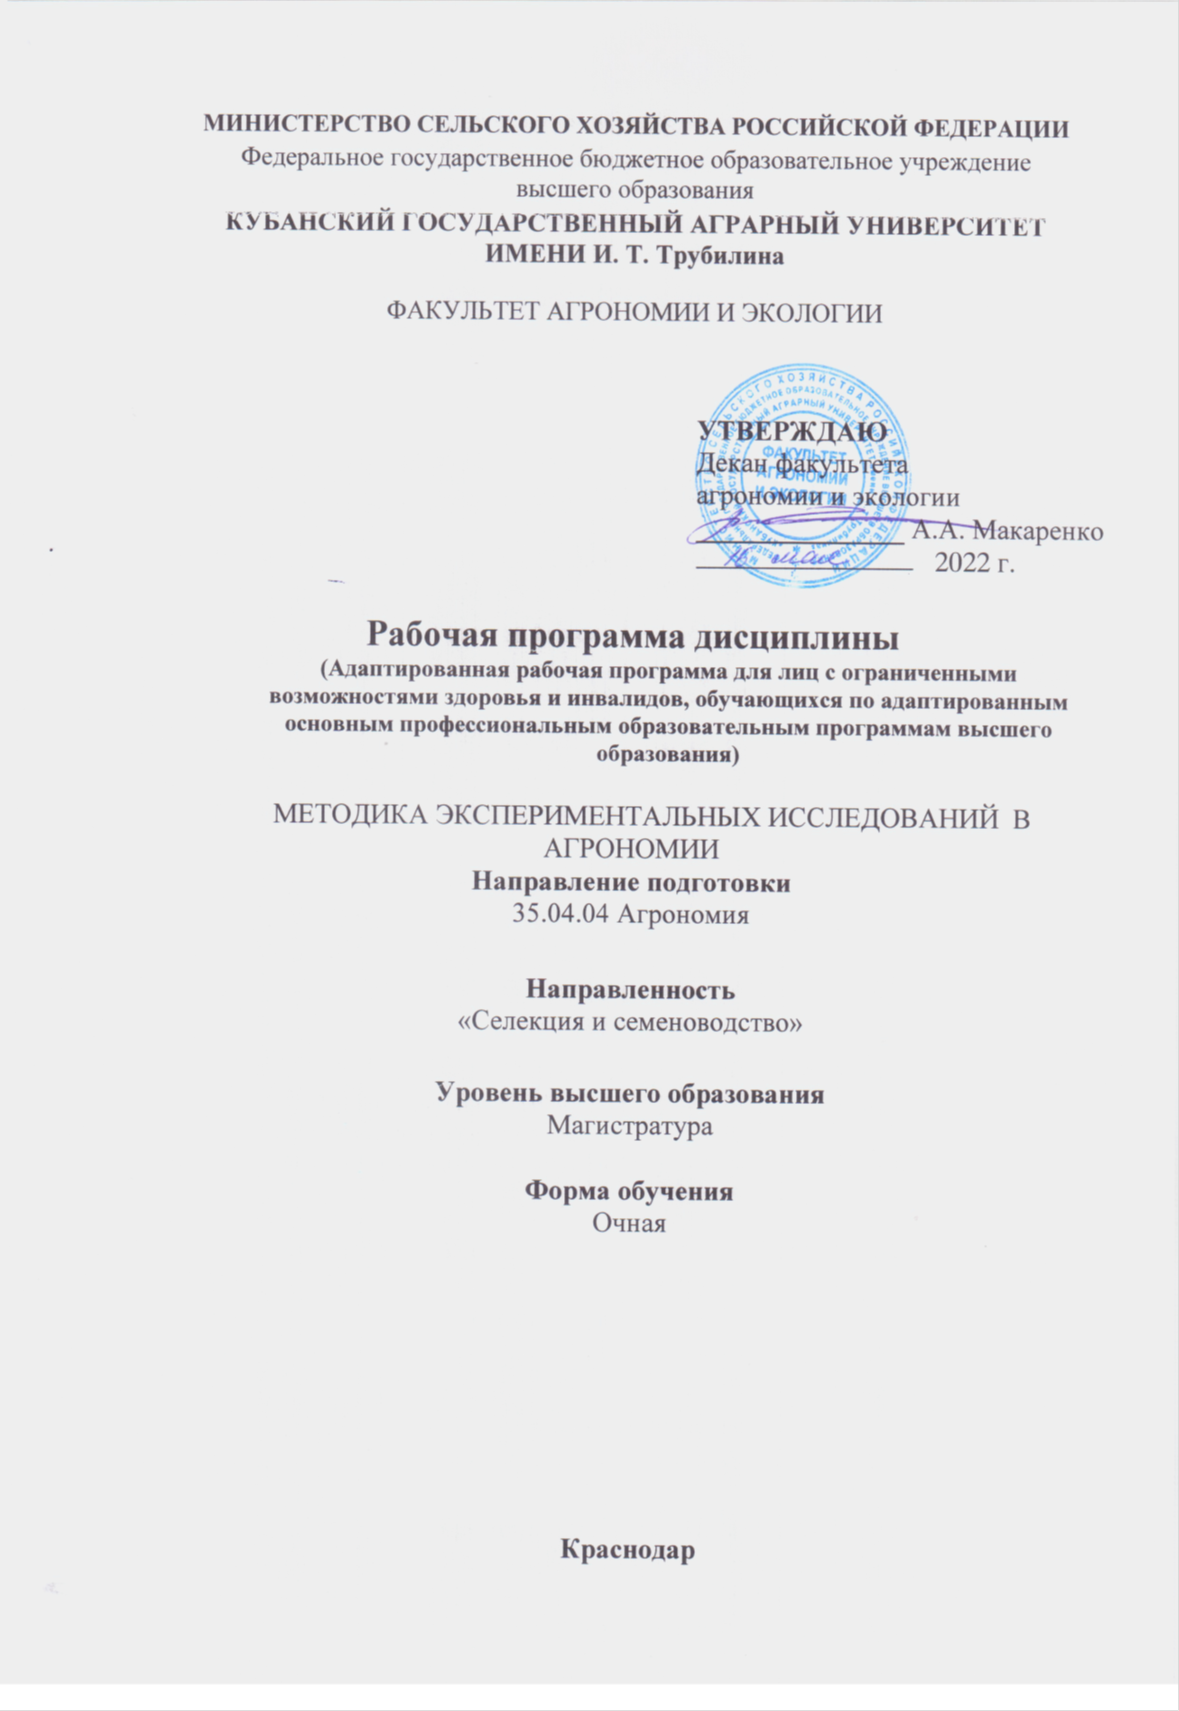 МИНИСТЕРСТВО СЕЛЬСКОГО ХОЗЯЙСТВА РОССИЙСКОЙ ФЕДЕРАЦИИ
Федеральное государственное бюджетное образовательное учреждение
высшего образования
КУБАНСКИЙ ГОСУДАРСТВЕННЫЙ АГРАРНЫЙ УНИВЕРСИТЕТ
ИМЕНИ И. Т. Трубилина
ФАКУЛЬТЕТ АГРОНОМИИ И ЭКОЛОГИИ
УТВЕРЖДАЮ
Декан факультета
агрономии и экологии
А.А. Макаренко
2022 г.
ФАКУЛЬТЕТ
АГРОНОМИИ
И ЭКОЛОГИИ
Рабочая программа дисциплины
(Адаптированная рабочая программа для лиц с ограниченными
возможностями здоровья и инвалидов, обучающихся по адаптированным
основным профессиональным образовательным программам высшего
образования)
МЕТОДИКА ЭКСПЕРИМЕНТАЛЬНЫХ ИССЛЕДОВАНИЙ В
АГРОНОМИИ
Направление подготовки
35.04.04 Агрономия
Направленность
«Селекция и семеноводство»
Уровень высшего образования
Магистратура
Форма обучения
Очная
Краснодар